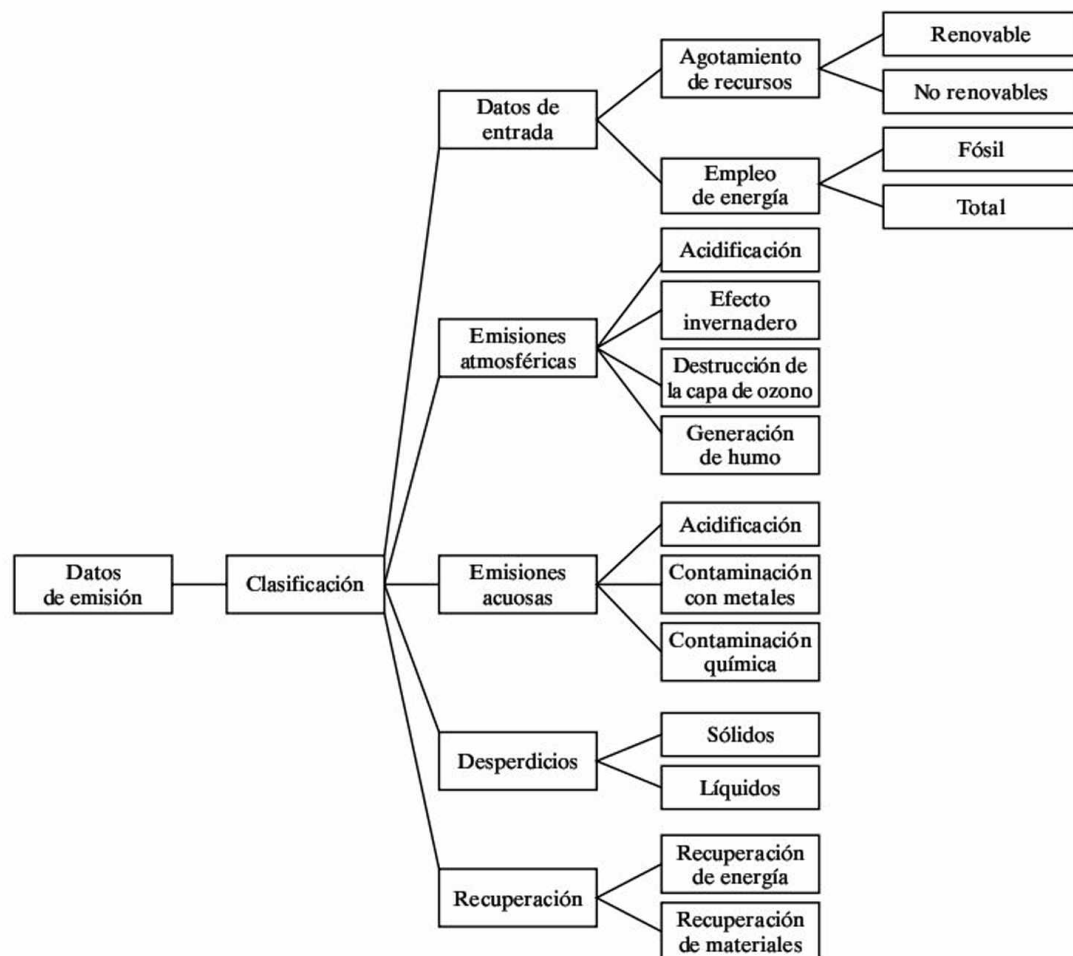 Datos
de emisión
Clasificación
Datos de
entrada
Agotamiento
de recursos
Renovable
No renovables
Empleo
de energía
Fósil
Total
Emisiones
atmosféricas
Acidificación
Efecto
invernadero
Destrucción de
la capa de ozono
Generación
de humo
Emisiones
acuosas
Acidificación
Contaminación
con metales
Contaminación
química
Desperdicios
Sólidos
Líquidos
Recuperación
Recuperación
de energía
Recuperación
de materiales